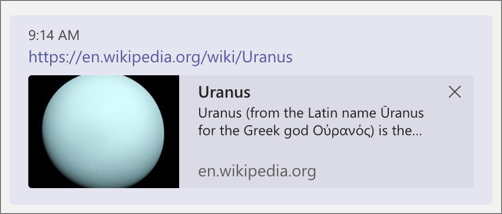 9:14 AM
https://en.wikipedia.org/wiki/Uranus
Uranus
Uranus (from the Latin name Ūranus
for the Greek god Οὐρανός) is the...
en.wikipedia.org